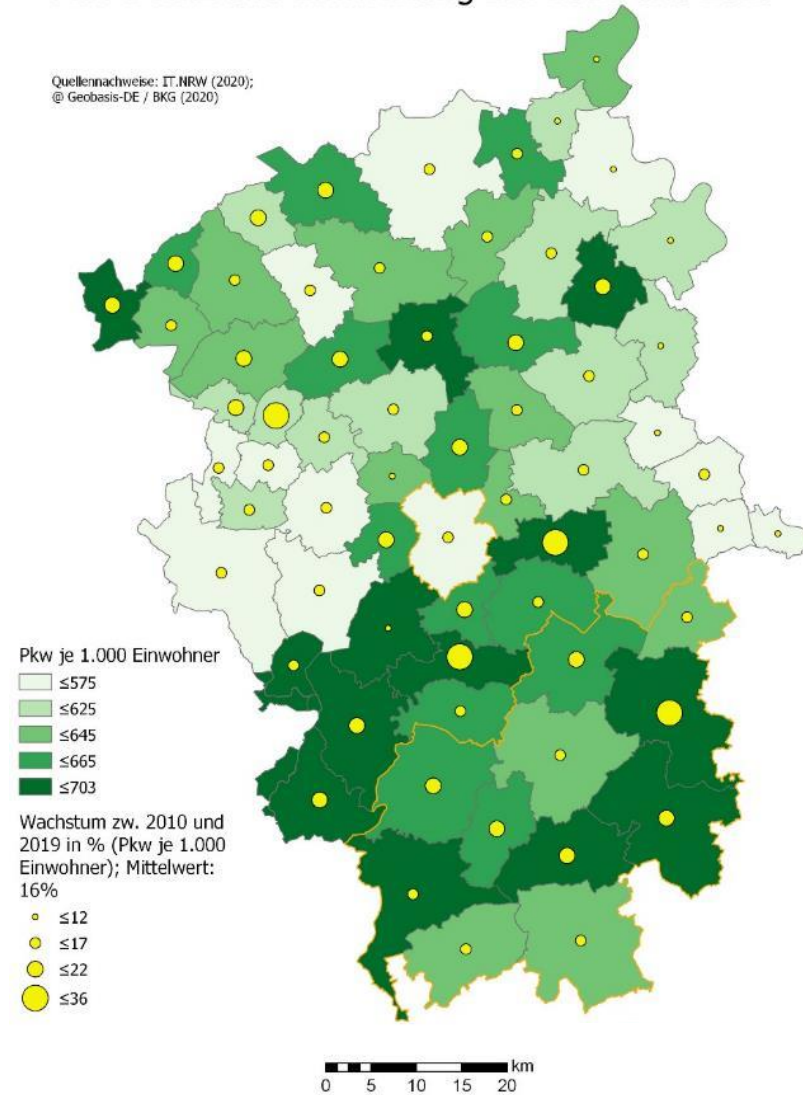 Quellennachweise: IT.NRW (2020);
@ Geobasis-DE / BKG (2020)
Pkw je 1.000 Einwohner
≤575
≤625
≤645
≤665
≤703
Wachstum zw. 2010 und
2019 in % (Pkw je 1.000
Einwohner); Mittelwert:
16%
≤12
≤17
≤22
≤36
km
0 5 10 15 20